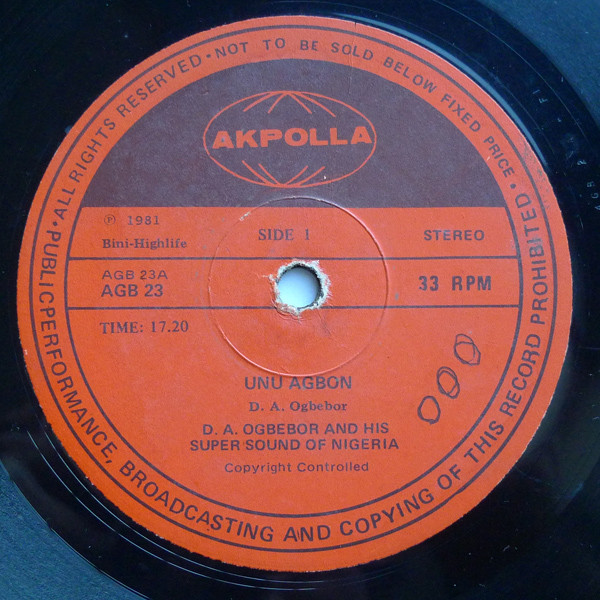 • ALL RIGHTS RESERVED • NOT TO BE SOLD BELOW FIXED PRICE •
AKPOLLA
℗ 1981
Bini-Highlife
SIDE 1
STEREO
AGB 23A
AGB 23
33 RPM
TIME: 17.20
UNU AGBON
D. A. Ogbebor
D. A. OGBEBOR AND HIS
SUPER SOUND OF NIGERIA
Copyright Controlled
000
• PUBLICPERFORMANCE, BROADCASTING AND COPYING OF THIS RECORD PROHIBITED •